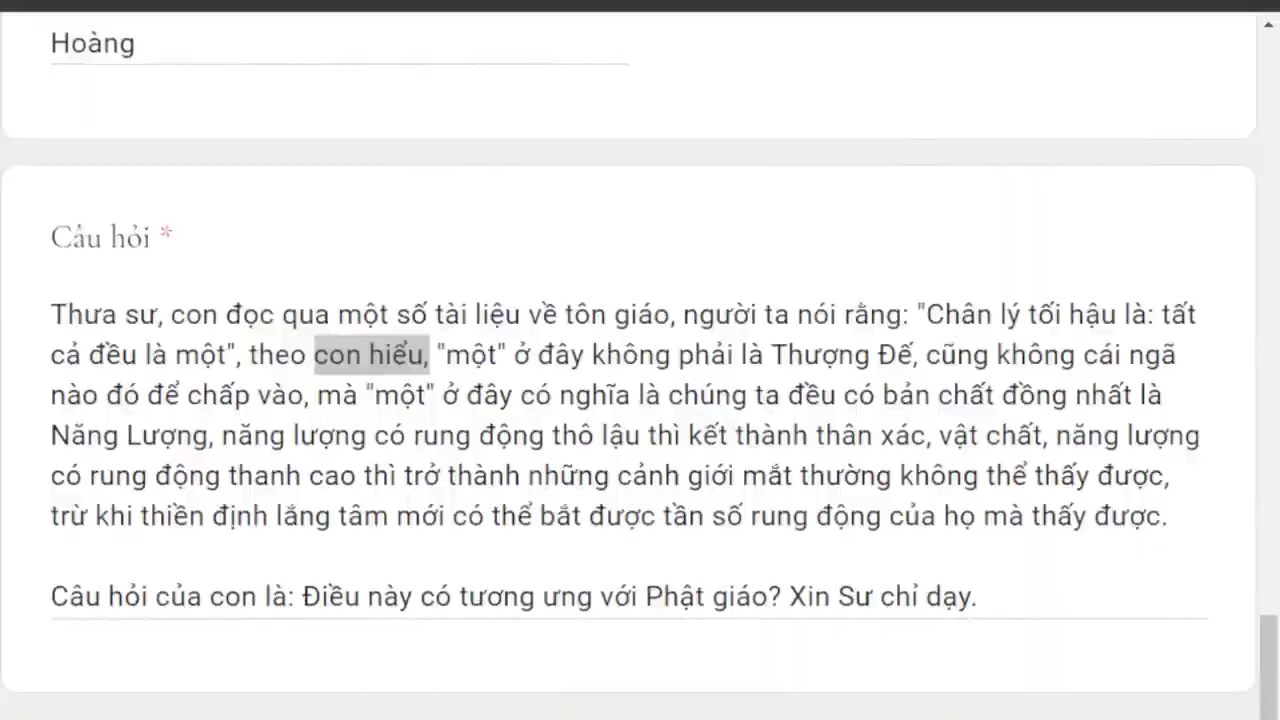 Hoàng
Câu hỏi *
Thưa sư, con đọc qua một số tài liệu về tôn giáo, người ta nói rằng: "Chân lý tối hậu là: tất
cả đều là một", theo con hiểu, "một" ở đây không phải là Thượng Đế, cũng không cái ngã
nào đó để chấp vào, mà "một" ở đây có nghĩa là chúng ta đều có bản chất đồng nhất là
Năng Lượng, năng lượng có rung động thô lậu thì kết thành thân xác, vật chất, năng lượng
có rung động thanh cao thì trở thành những cảnh giới mắt thường không thể thấy được,
trừ khi thiền định lắng tâm mới có thể bắt được tần số rung động của họ mà thấy được.
Câu hỏi của con là: Điều này có tương ưng với Phật giáo? Xin Sư chỉ dạy.